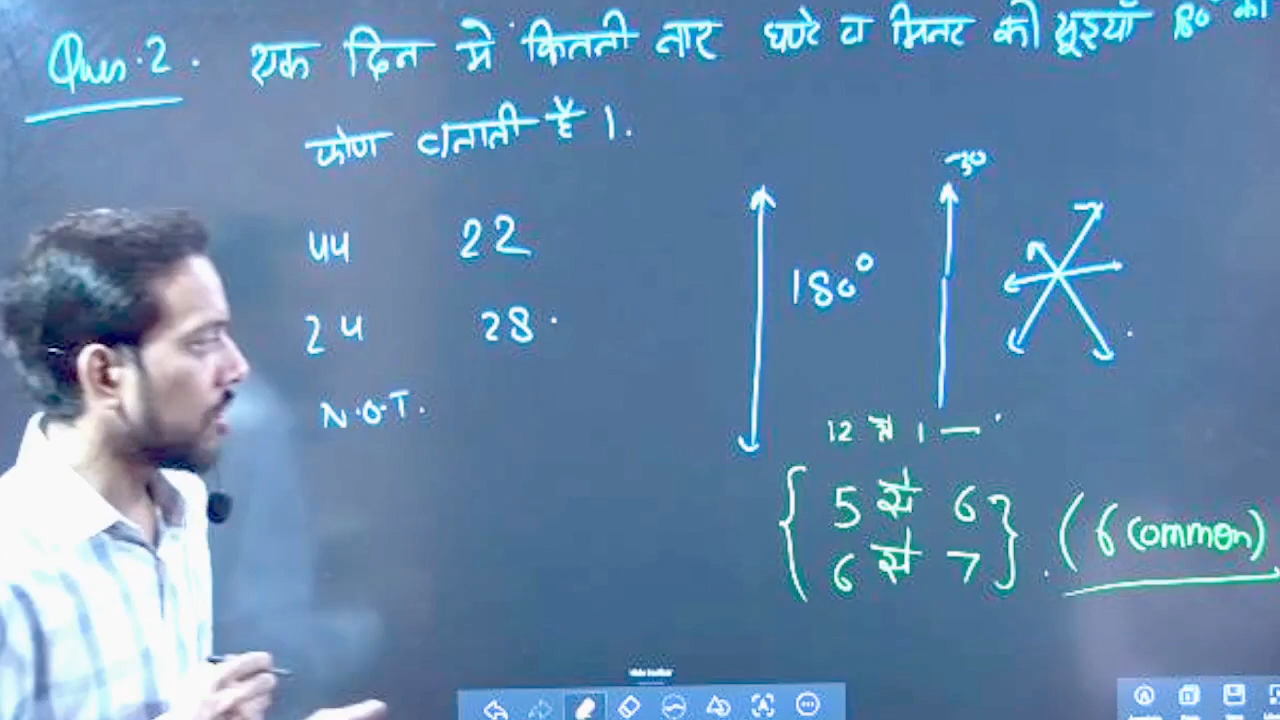 Ques.2. एक दिन में कितनी बार घण्टे व मिनट की सूइयाँ 180° का
कोण बनाती है ।.
44 22
24 28.
N.O.T.
180°
30
12 से 1 —
5 से 6
6 से 7
(6 common)